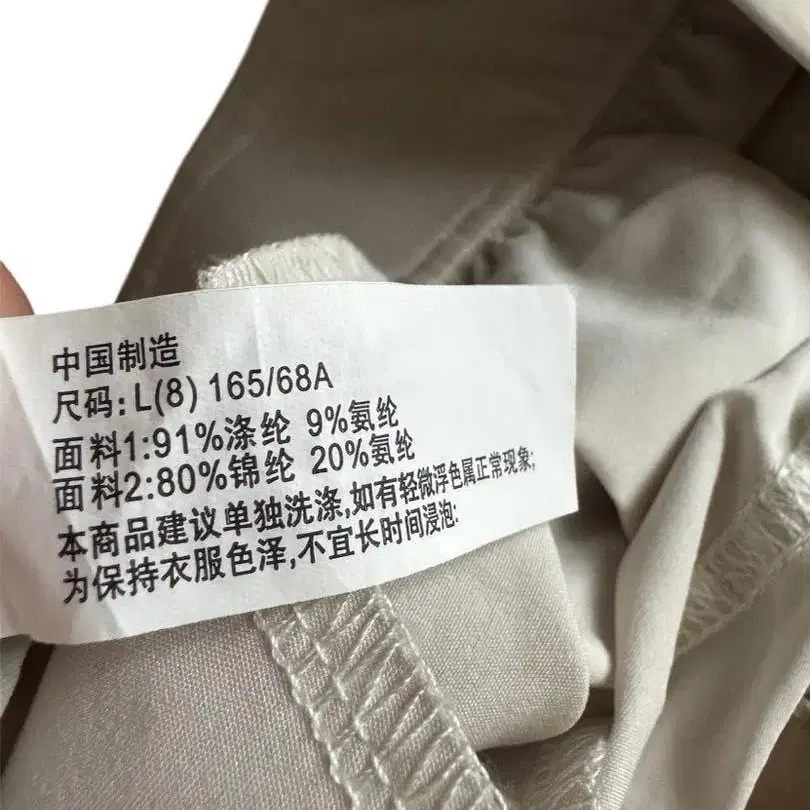 中国制造
尺码: L(8) 165/68A
面料1:91%涤纶 9%氨纶
面料2:80%锦纶 20%氨纶
本商品建议单独洗涤,如有轻微浮色属正常现象;
为保持衣服色泽,不宜长时间浸泡: